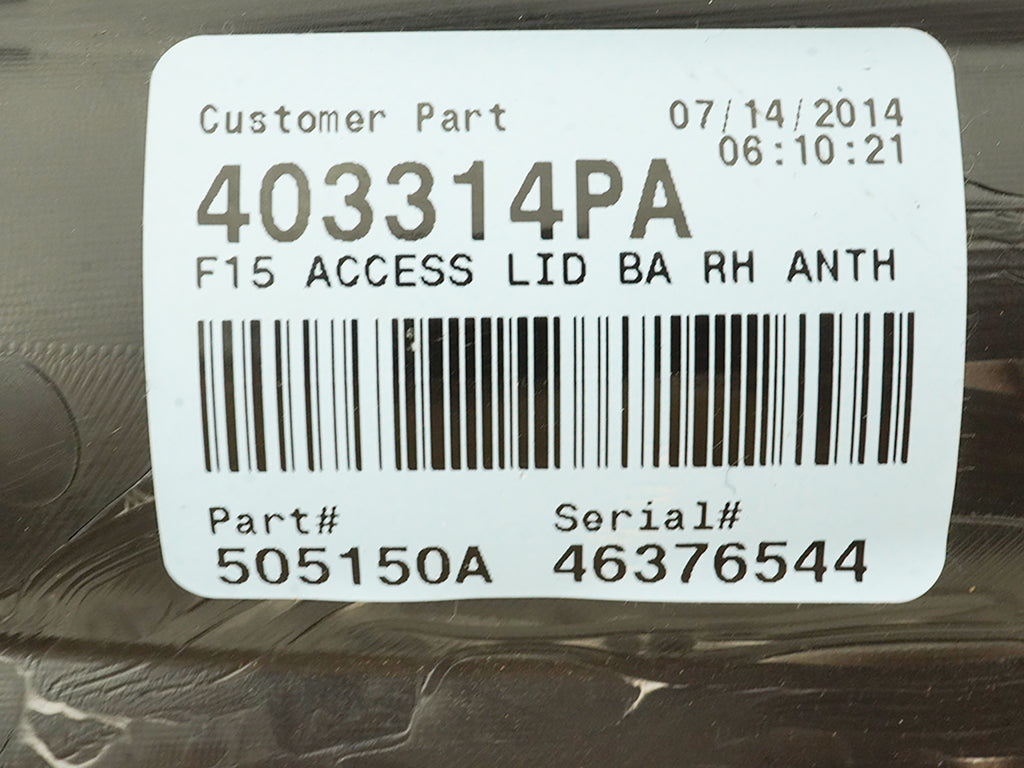 Customer Part 07/14/2014
06:10:21
403314PA
F15 ACCESS LID BA RH ANTH
Part# Serial#
505150A 46376544